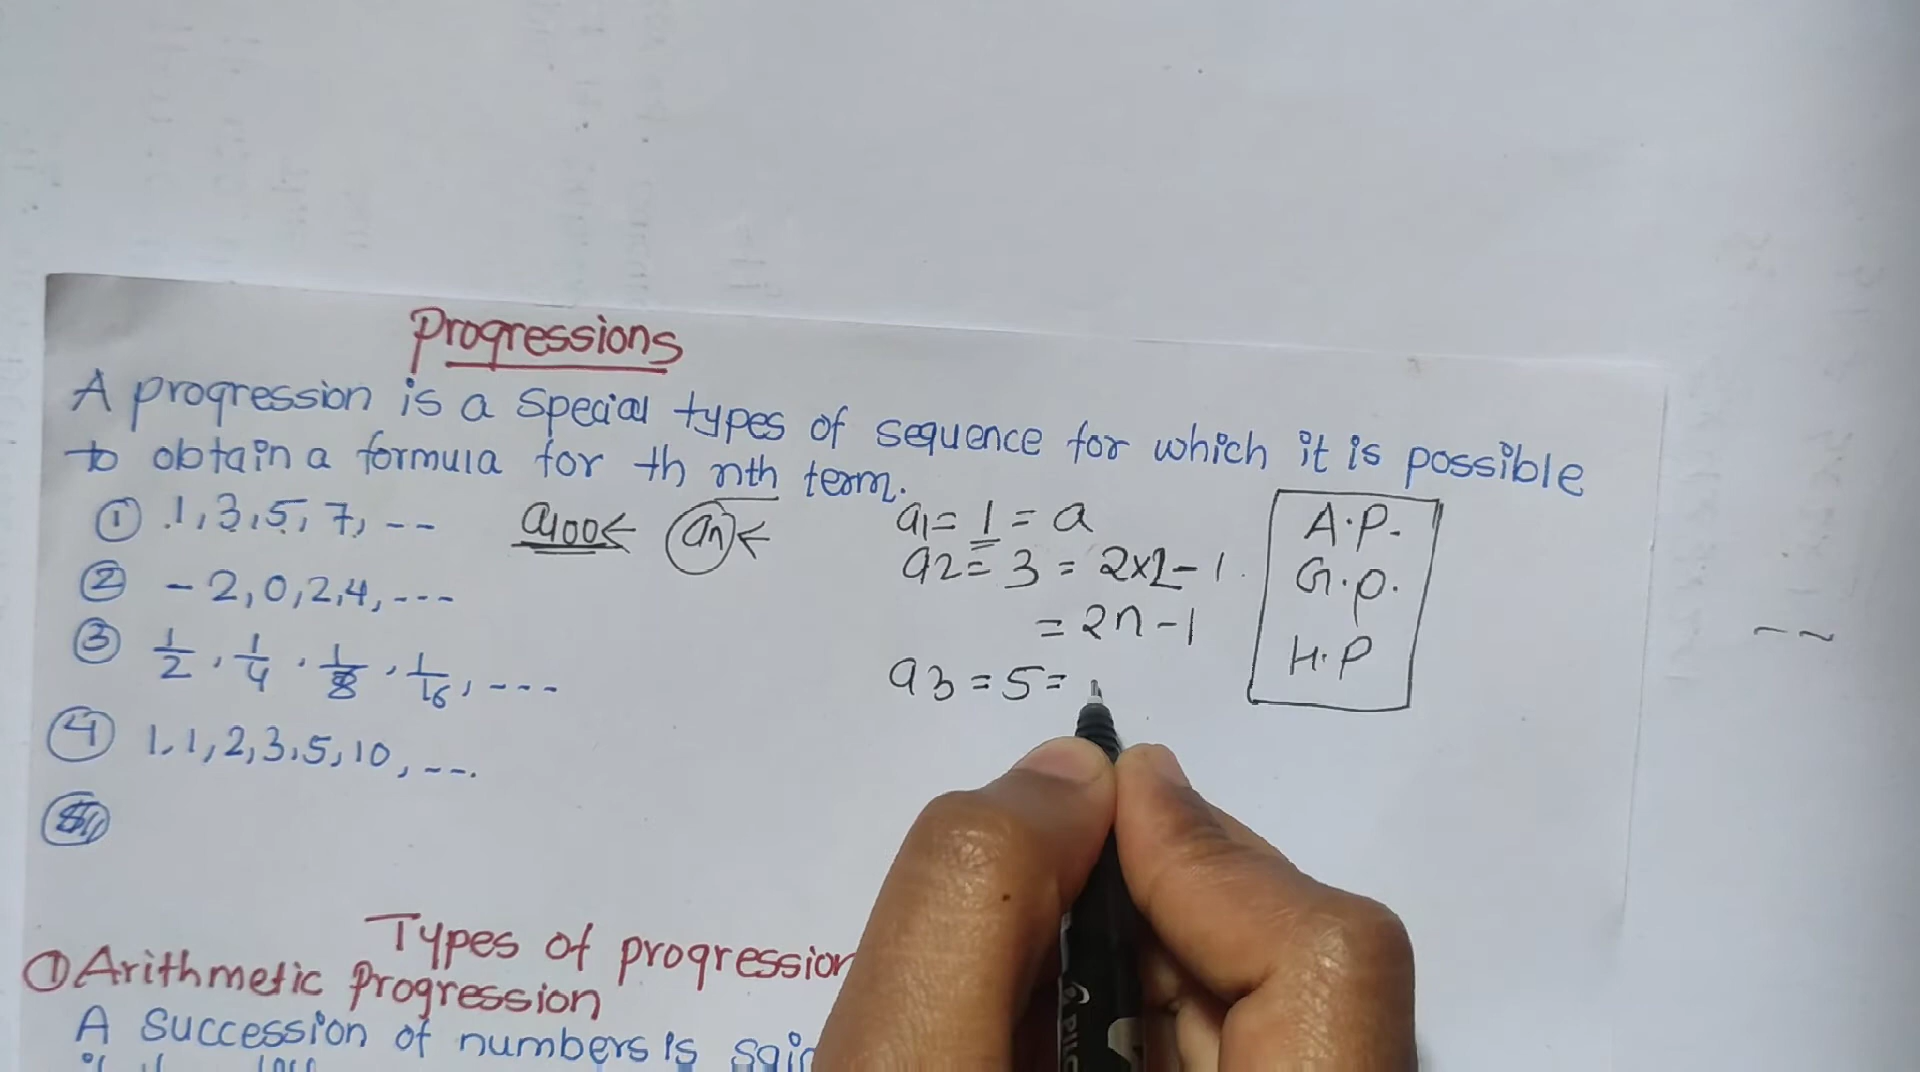 Progressions
A progression is a special types of sequence for which it is possible
to obtain a formula for th nth term.
① 1, 3, 5, 7, --
a100< an<
② -2, 0, 2, 4, ---
③ 1/2, 1/4, 1/8, 1/16, ----
④ 1, 1, 2, 3, 5, 10, ---.
a1 = 1 = a
a2 = 3 = 2x2-1.
= 2n-1
a3 = 5 =
A.P.
G.P.
H.P
Types of progression
① Arithmetic Progression
A succession of numbers is